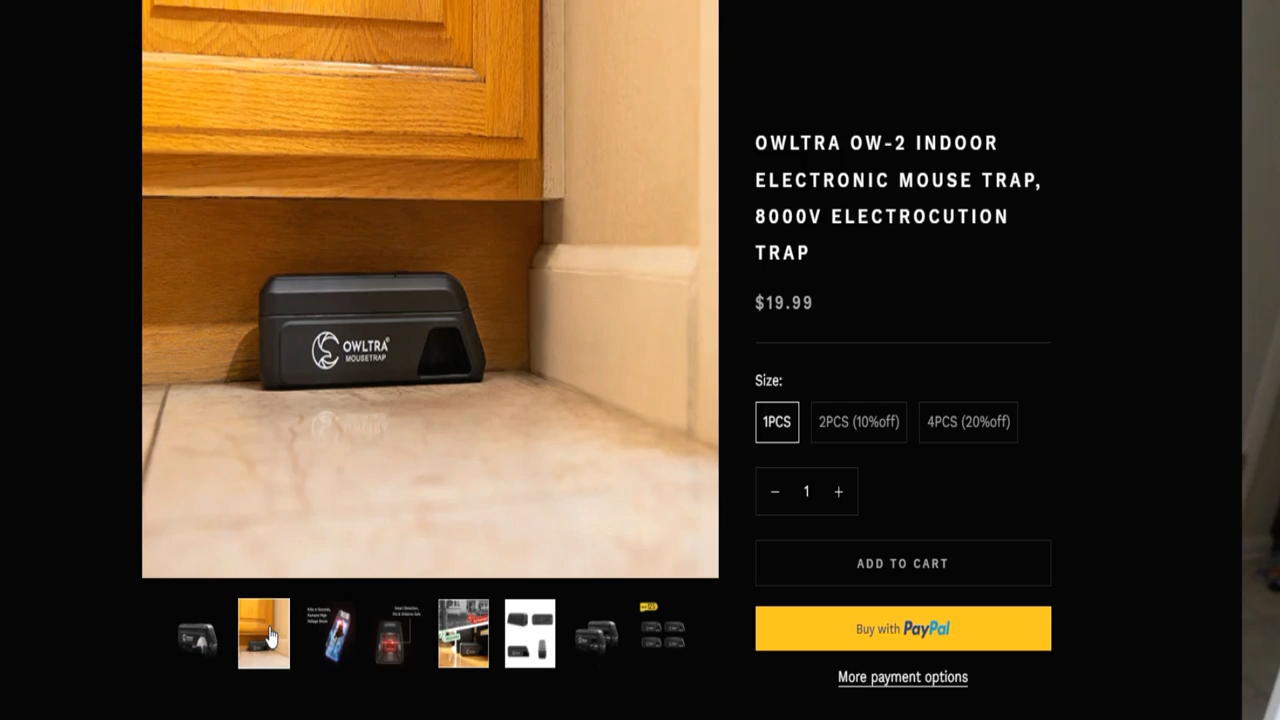 OWLTRA®
MOUSETRAP
OWLTRA OW-2 INDOOR
ELECTRONIC MOUSE TRAP,
8000V ELECTROCUTION
TRAP
$19.99
Size:
1PCS
2PCS (10%off)
4PCS (20%off)
− 1 +
ADD TO CART
Buy with PayPal
More payment options